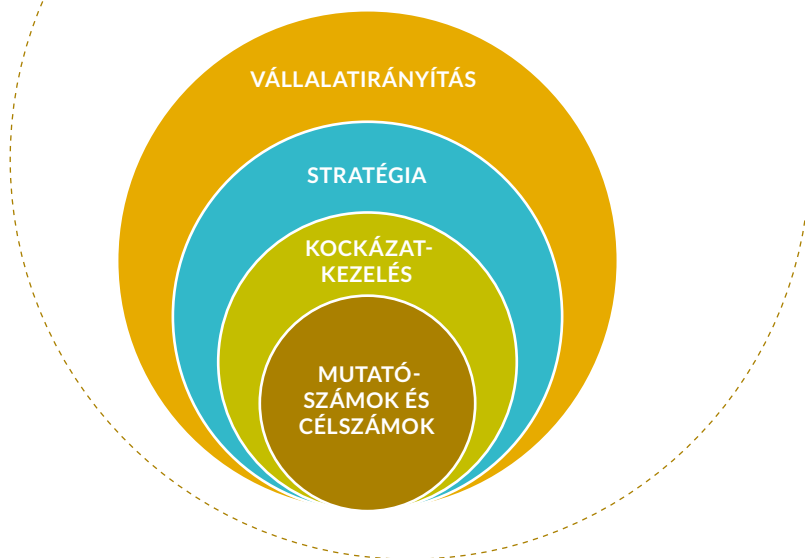 VÁLLALATIRÁNYÍTÁS
STRATÉGIA
KOCKÁZAT-
KEZELÉS
MUTATÓ-
SZÁMOK ÉS
CÉLSZÁMOK